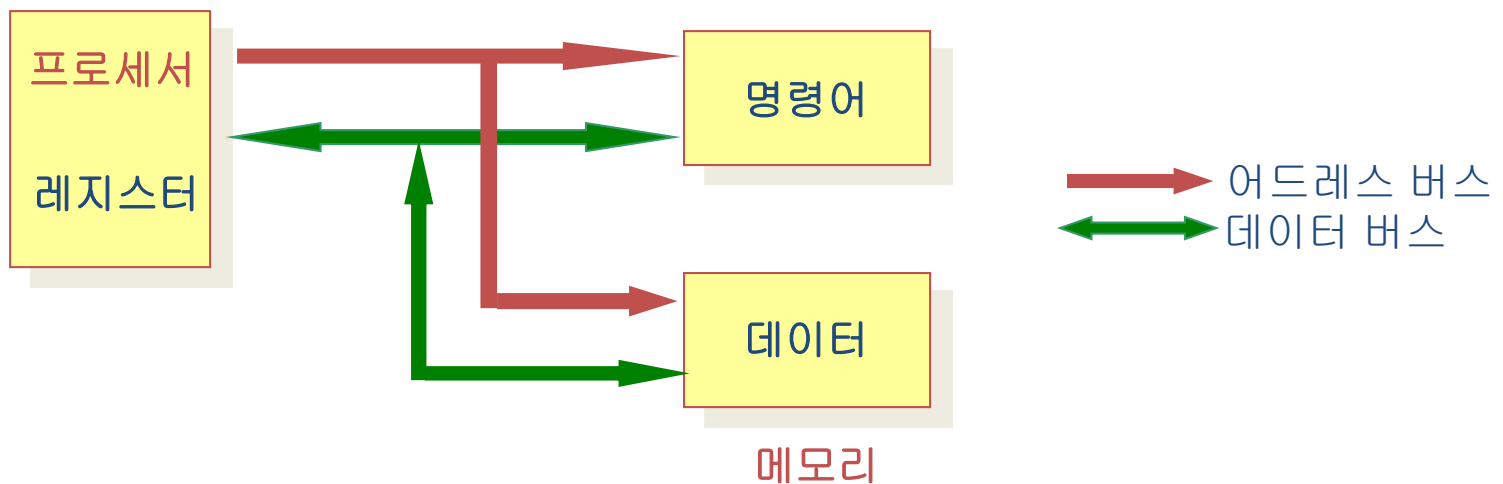 프로세서
레지스터
명령어
데이터
메모리
어드레스 버스
데이터 버스